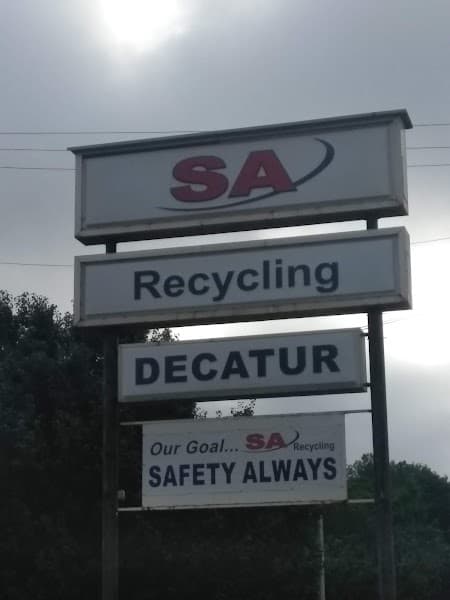 SA
Recycling
DECATUR
Our Goal... SA Recycling
SAFETY ALWAYS